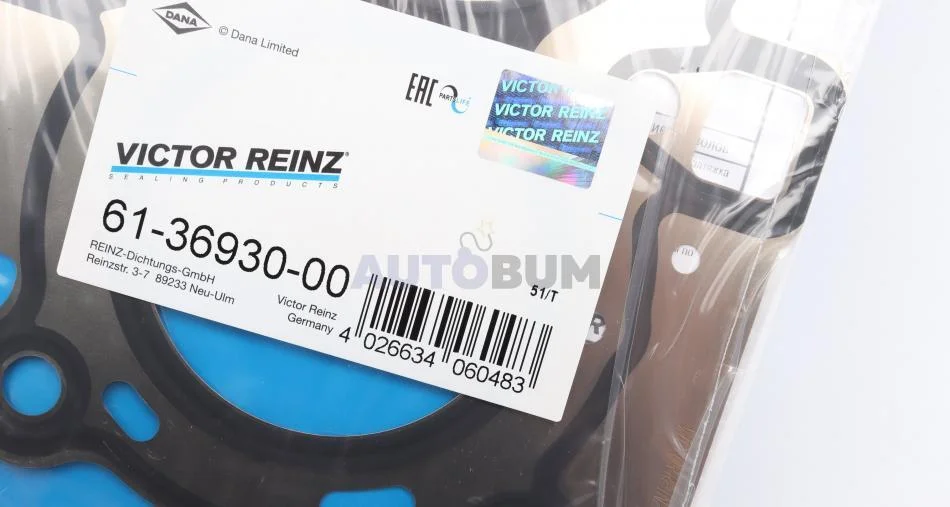 DANA
© Dana Limited
EAC
PARTSLIFE
VICTOR REINZ
VICTOR REINZ
VICTOR REINZ
VICTOR REINZ®
SEALING PRODUCTS
61-36930-00
REINZ-Dichtungs-GmbH
Reinzstr. 3-7 89233 Neu-Ulm
Victor Reinz
Germany
51/T
4 026634 060483
AUTOBUM